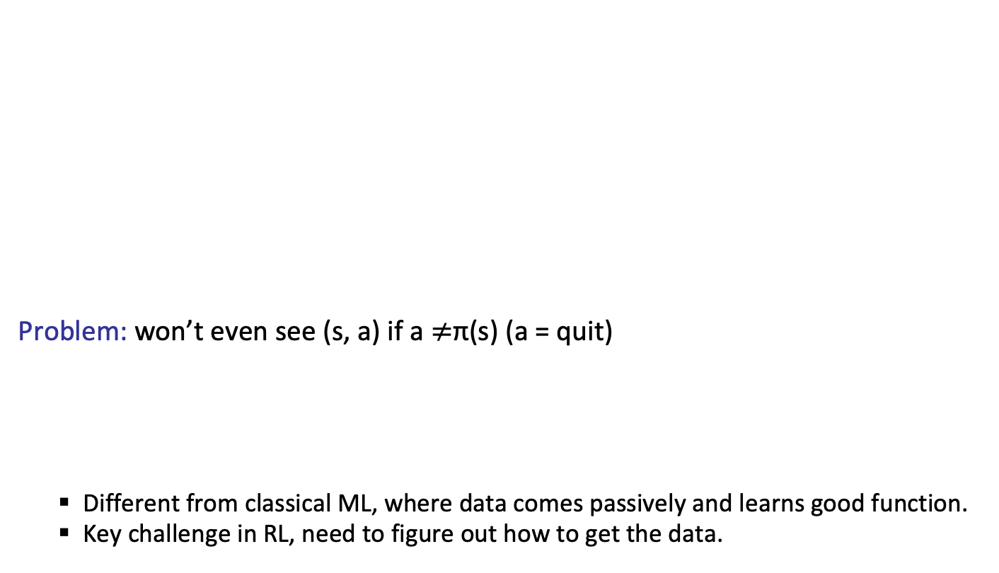 Problem: won’t even see (s, a) if a ≠π(s) (a = quit)
▪ Different from classical ML, where data comes passively and learns good function.
▪ Key challenge in RL, need to figure out how to get the data.